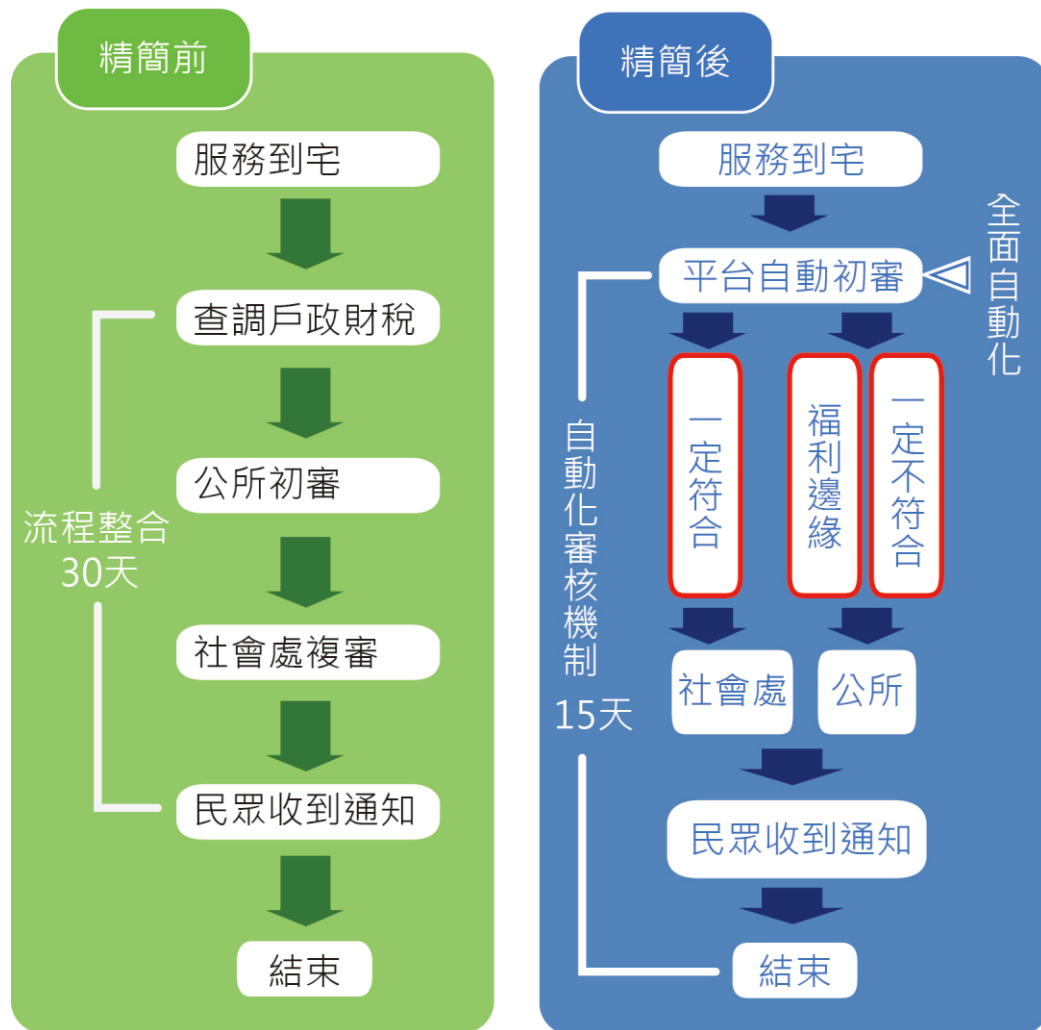 精簡前
服務到宅
查調戶政財稅
公所初審
社會處複審
民眾收到通知
結束
流程整合
30天
精簡後
服務到宅
平台自動初審
全面自動化
一定符合
福利邊緣
一定不符合
社會處
公所
民眾收到通知
結束
自動化審核機制
15天